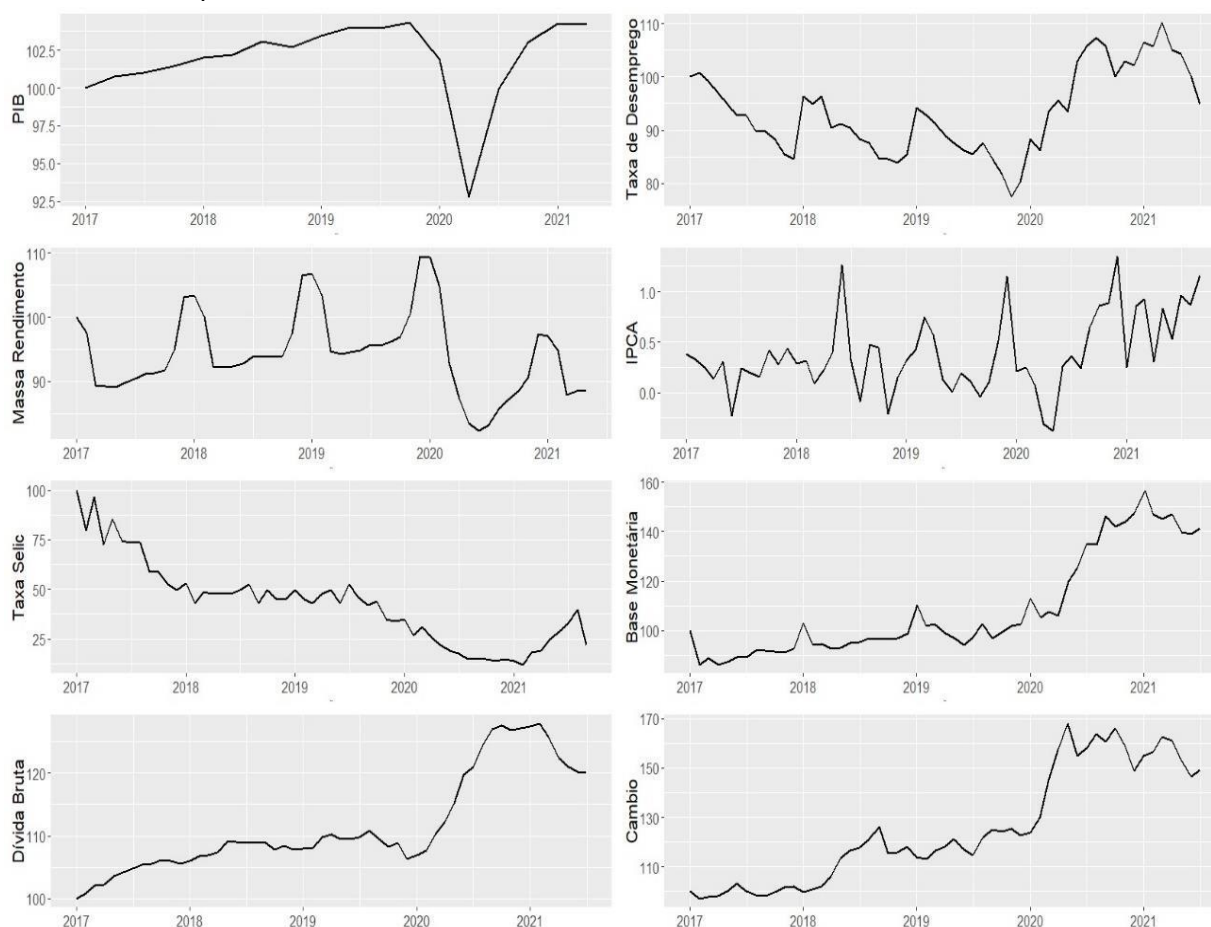 PIB
102.5
100.0
97.5
95.0
92.5
2017 2018 2019 2020 2021
Taxa de Desemprego
110
100
90
80
2017 2018 2019 2020 2021
Massa Rendimento
110
100
90
2017 2018 2019 2020 2021
IPCA
1.0
0.5
0.0
2017 2018 2019 2020 2021
Taxa Selic
100
75
50
25
2017 2018 2019 2020 2021
Base Monetária
160
140
120
100
2017 2018 2019 2020 2021
Dívida Bruta
120
110
100
2017 2018 2019 2020 2021
Cambio
170
150
130
110
2017 2018 2019 2020 2021